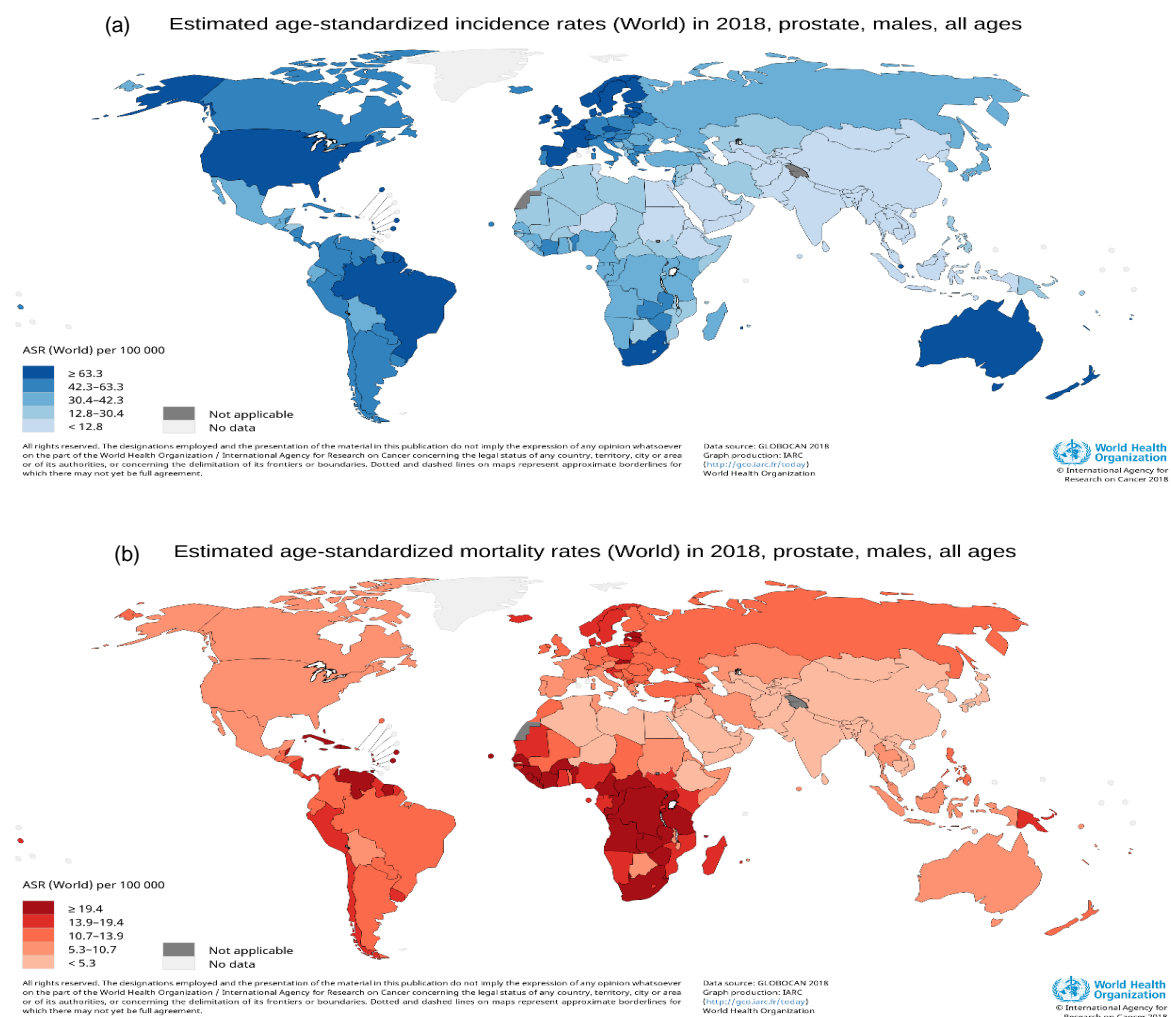 (a) Estimated age-standardized incidence rates (World) in 2018, prostate, males, all ages
ASR (World) per 100 000
≥ 63.3
42.3–63.3
30.4–42.3
12.8–30.4
< 12.8
Not applicable
No data
All rights reserved. The designations employed and the presentation of the material in this publication do not imply the expression of any opinion whatsoever
on the part of the World Health Organization / International Agency for Research on Cancer concerning the legal status of any country, territory, city or area
or of its authorities, or concerning the delimitation of its frontiers or boundaries. Dotted and dashed lines on maps represent approximate borderlines for
which there may not yet be full agreement.
Data source: GLOBOCAN 2018
Graph production: IARC
(http://gco.iarc.fr/today)
World Health Organization
World Health
Organization
© International Agency for
Research on Cancer 2018
(b) Estimated age-standardized mortality rates (World) in 2018, prostate, males, all ages
ASR (World) per 100 000
≥ 19.4
13.9–19.4
10.7–13.9
5.3–10.7
< 5.3
Not applicable
No data
All rights reserved. The designations employed and the presentation of the material in this publication do not imply the expression of any opinion whatsoever
on the part of the World Health Organization / International Agency for Research on Cancer concerning the legal status of any country, territory, city or area
or of its authorities, or concerning the delimitation of its frontiers or boundaries. Dotted and dashed lines on maps represent approximate borderlines for
which there may not yet be full agreement.
Data source: GLOBOCAN 2018
Graph production: IARC
(http://gco.iarc.fr/today)
World Health Organization
World Health
Organization
© International Agency for
Research on Cancer 2018